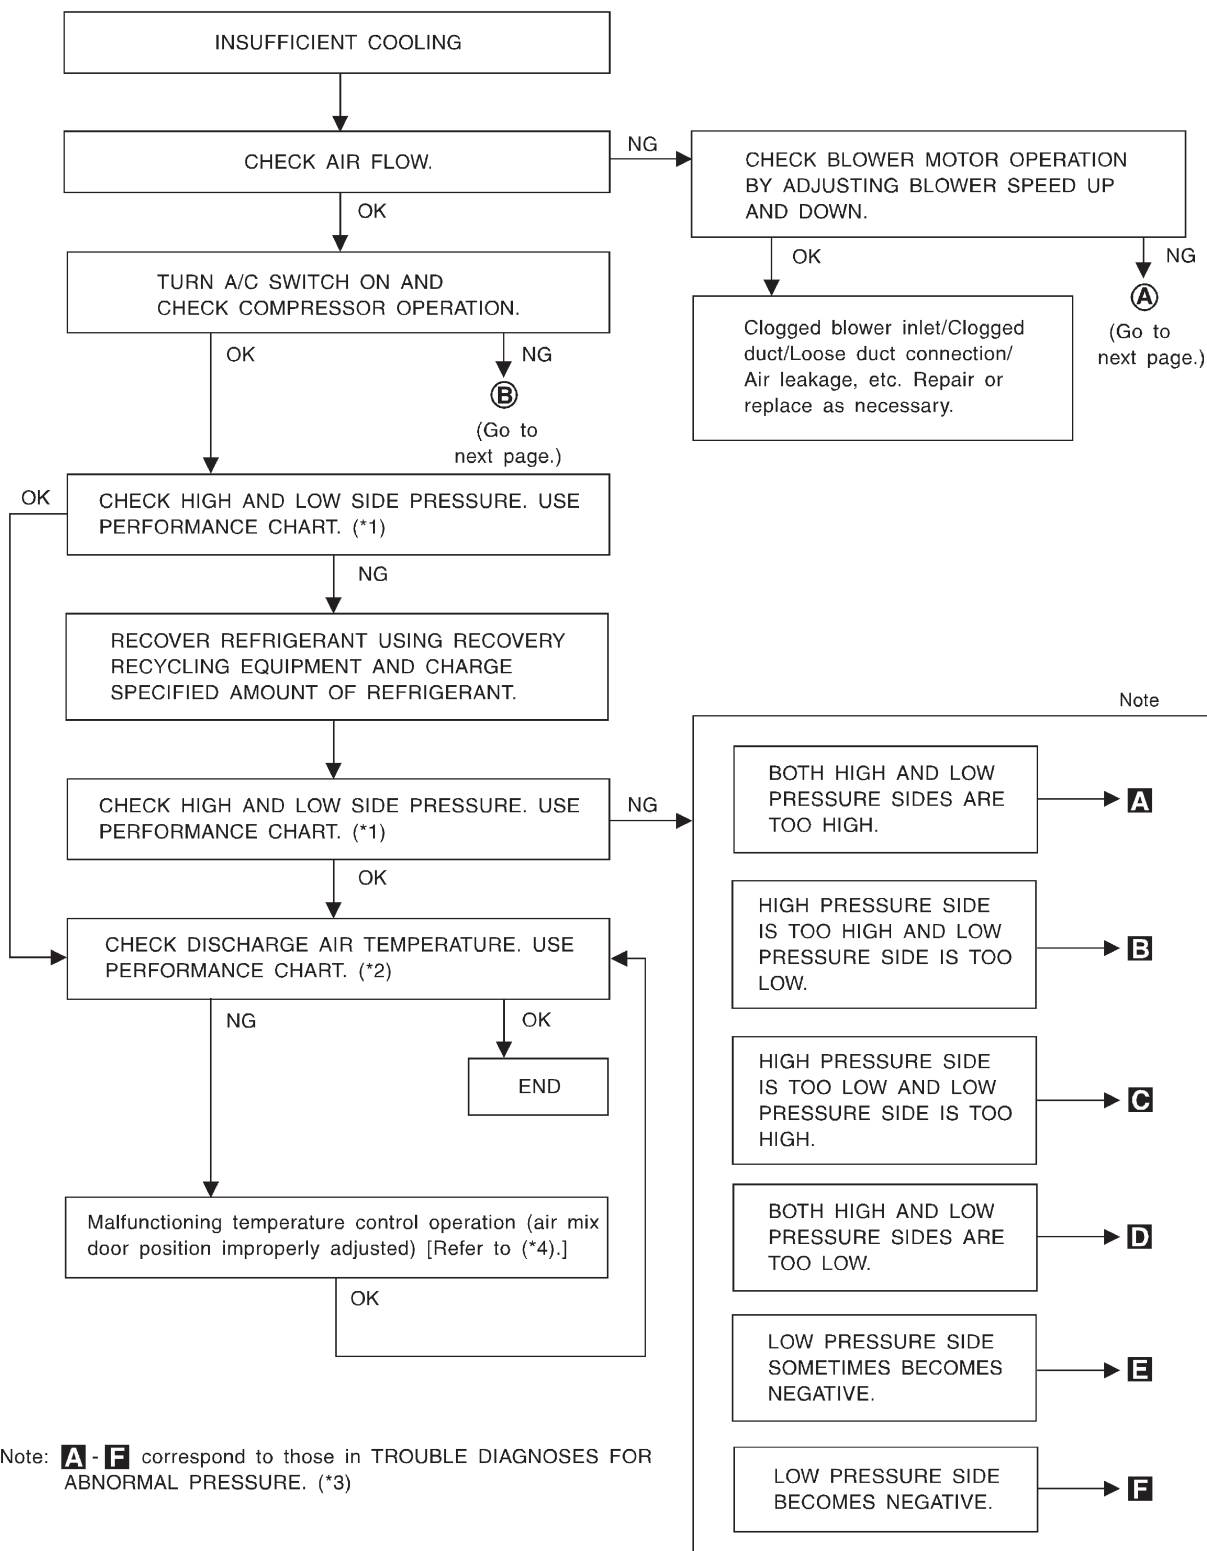 INSUFFICIENT COOLING
CHECK AIR FLOW.
NG
CHECK BLOWER MOTOR OPERATION
BY ADJUSTING BLOWER SPEED UP
AND DOWN.
OK
OK
NG
TURN A/C SWITCH ON AND
CHECK COMPRESSOR OPERATION.
A
(Go to
next page.)
Clogged blower inlet/Clogged
duct/Loose duct connection/
Air leakage, etc. Repair or
replace as necessary.
OK
NG
B
(Go to
next page.)
OK
CHECK HIGH AND LOW SIDE PRESSURE. USE
PERFORMANCE CHART. (*1)
NG
RECOVER REFRIGERANT USING RECOVERY
RECYCLING EQUIPMENT AND CHARGE
SPECIFIED AMOUNT OF REFRIGERANT.
CHECK HIGH AND LOW SIDE PRESSURE. USE
PERFORMANCE CHART. (*1)
NG
OK
CHECK DISCHARGE AIR TEMPERATURE. USE
PERFORMANCE CHART. (*2)
NG
OK
END
Malfunctioning temperature control operation (air mix
door position improperly adjusted) [Refer to (*4).]
OK
Note
BOTH HIGH AND LOW
PRESSURE SIDES ARE
TOO HIGH.
A
HIGH PRESSURE SIDE
IS TOO HIGH AND LOW
PRESSURE SIDE IS TOO
LOW.
B
HIGH PRESSURE SIDE
IS TOO LOW AND LOW
PRESSURE SIDE IS TOO
HIGH.
C
BOTH HIGH AND LOW
PRESSURE SIDES ARE
TOO LOW.
D
LOW PRESSURE SIDE
SOMETIMES BECOMES
NEGATIVE.
E
LOW PRESSURE SIDE
BECOMES NEGATIVE.
F
Note: A - F correspond to those in TROUBLE DIAGNOSES FOR
ABNORMAL PRESSURE. (*3)